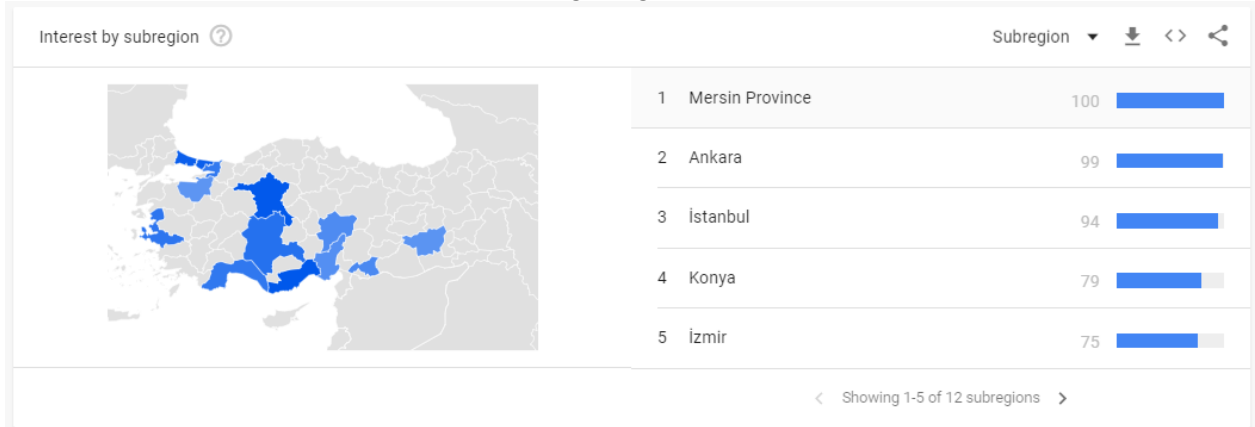 Interest by subregion ?
Subregion
1 Mersin Province 100
2 Ankara 99
3 İstanbul 94
4 Konya 79
5 İzmir 75
Showing 1-5 of 12 subregions